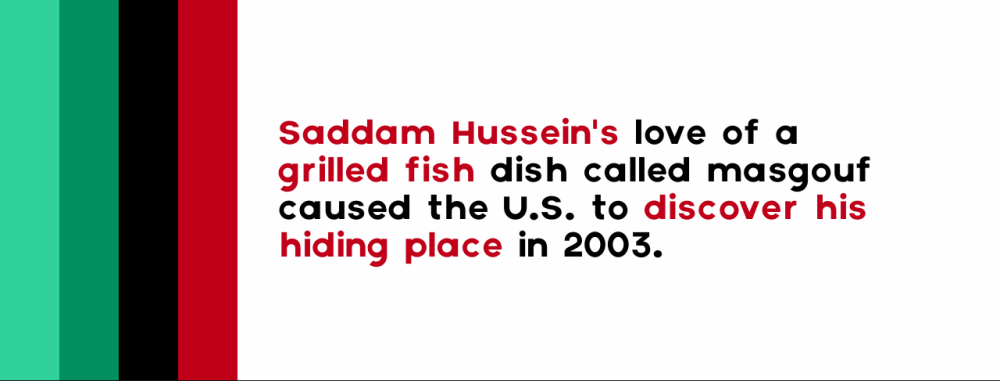 Saddam Hussein's love of a
grilled fish dish called masgouf
caused the U.S. to discover his
hiding place in 2003.